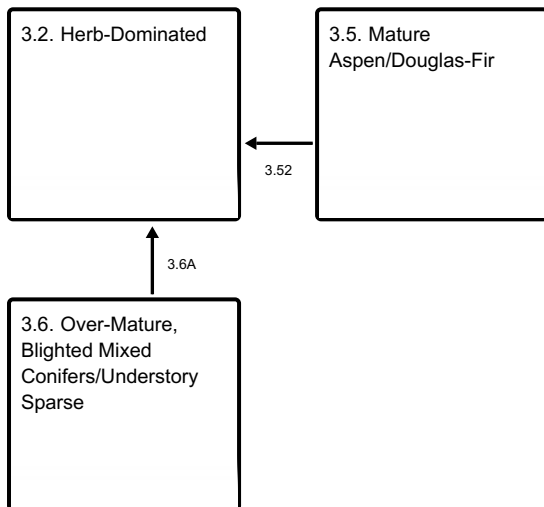 3.2. Herb-Dominated
3.5. Mature
Aspen/Douglas-Fir
3.52
3.6A
3.6. Over-Mature,
Blighted Mixed
Conifers/Understory
Sparse